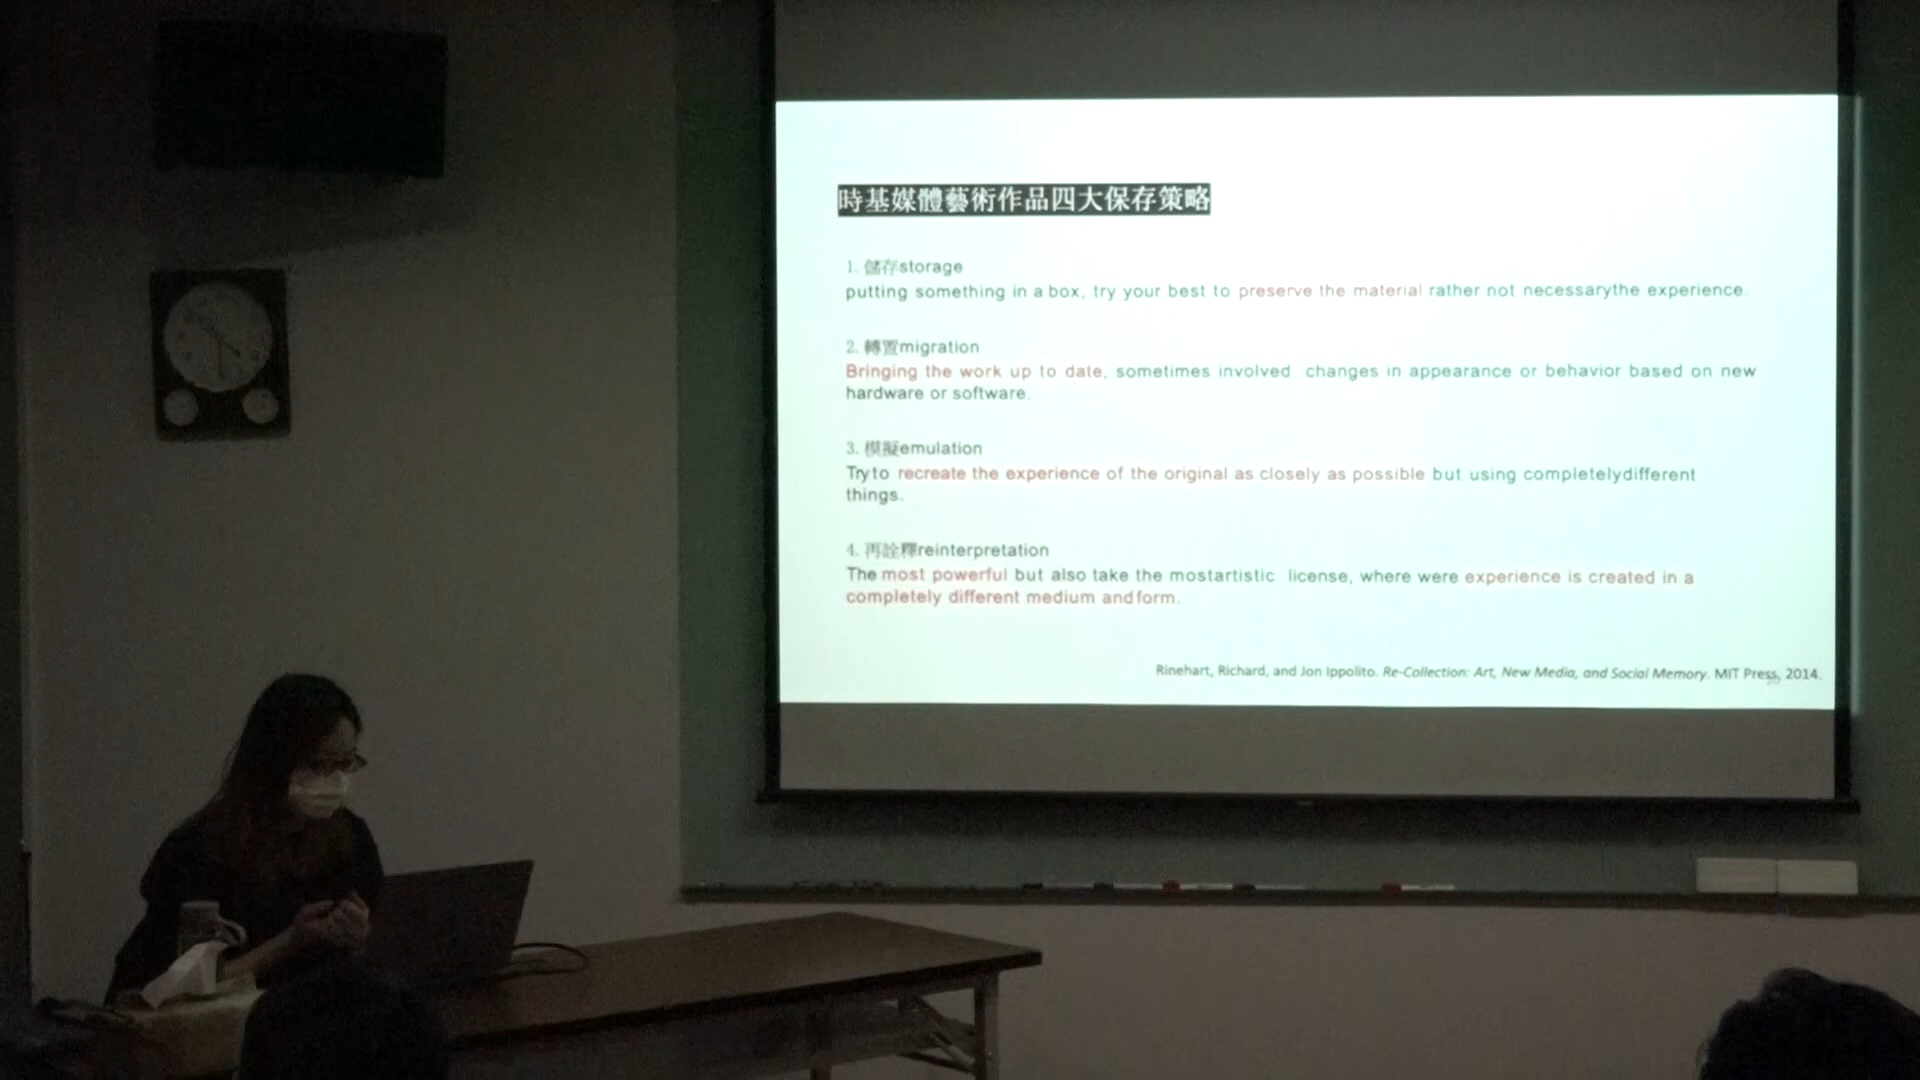 時基媒體藝術作品四大保存策略
1. 儲存storage
putting something in a box, try your best to preserve the material rather not necessarythe experience.
2. 轉置migration
Bringing the work up to date, sometimes involved changes in appearance or behavior based on new
hardware or software.
3. 模擬emulation
Tryto recreate the experience of the original as closely as possible but using completelydifferent
things.
4. 再詮釋reinterpretation
The most powerful but also take the mostartistic license, where were experience is created in a
completely different medium andform.
Rinehart, Richard, and Jon Ippolito. Re-Collection: Art, New Media, and Social Memory. MIT Press, 2014.